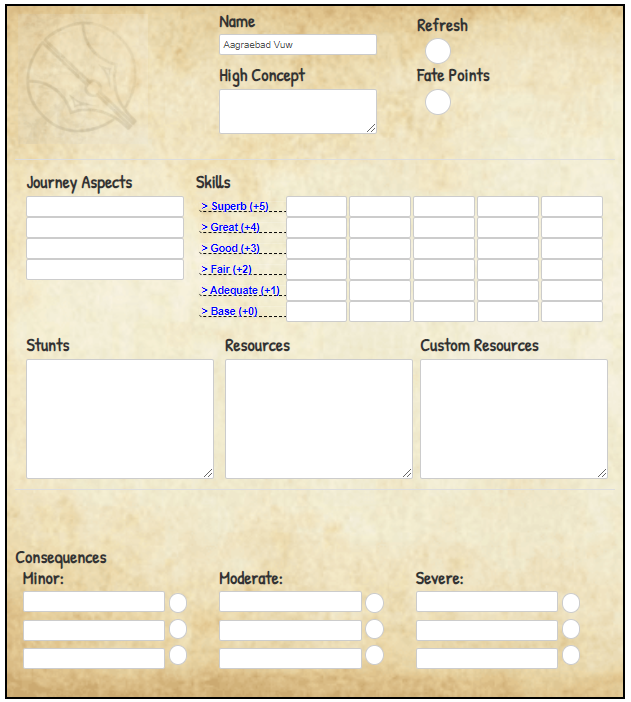 Name
Aagraebad Vuw
Refresh
High Concept
Fate Points
Journey Aspects
Skills
> Superb (+5)
> Great (+4)
> Good (+3)
> Fair (+2)
> Adequate (+1)
> Base (+0)
Stunts
Resources
Custom Resources
Consequences
Minor:
Moderate:
Severe: